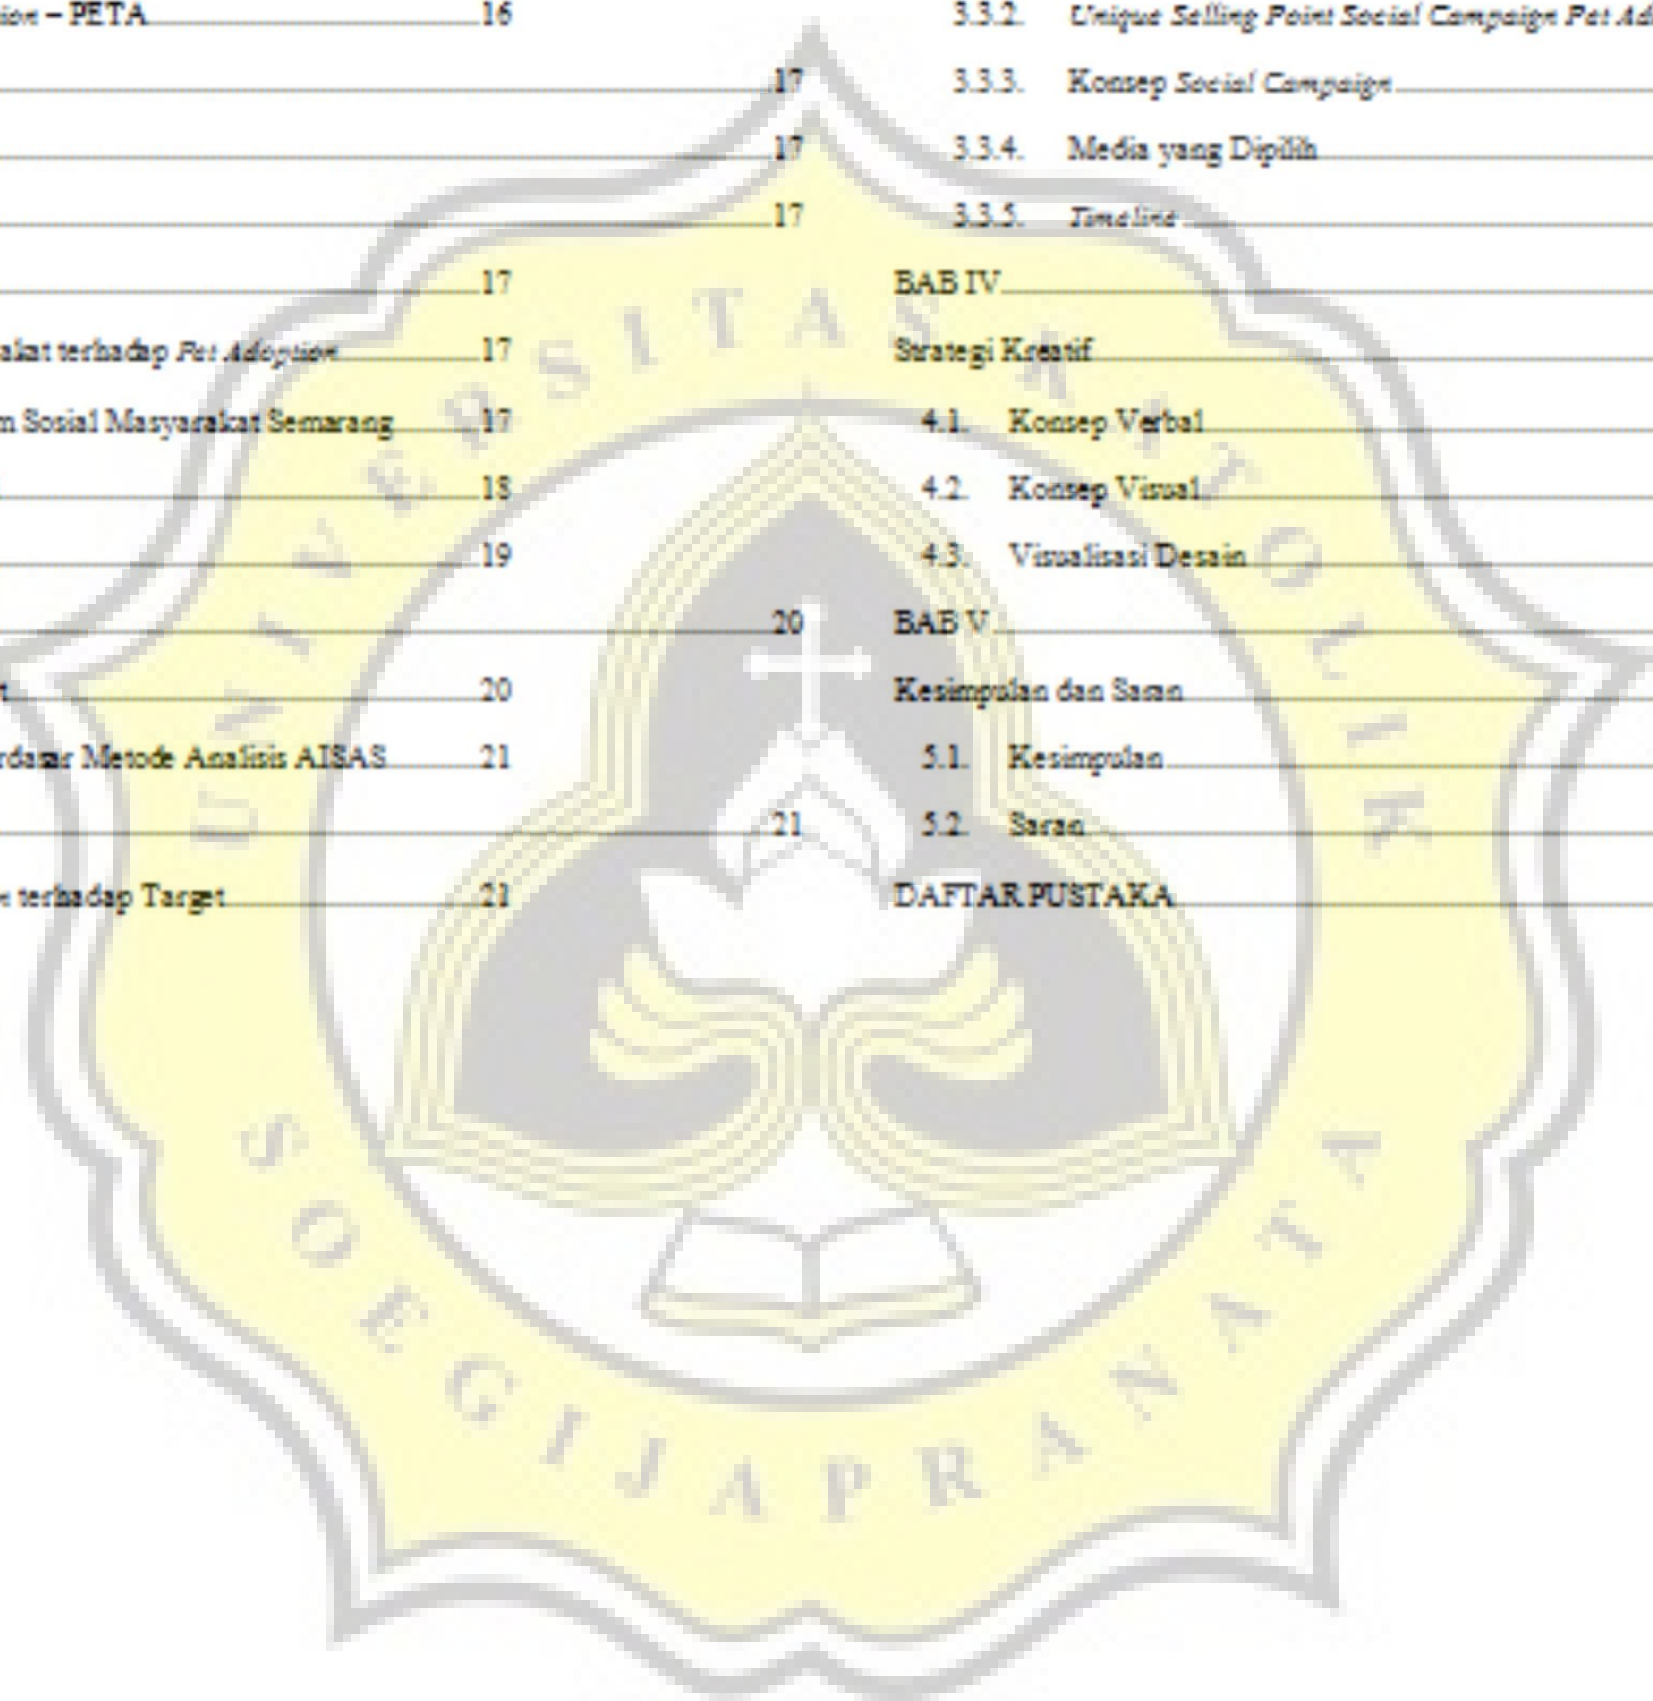 ion – PETA 16
17
17
17
17
akat terhadap Pet Adoption 17
m Sosial Masyarakat Semarang 17
18
19
20
t 20
rdasar Metode Analisis AISAS 21
21
terhadap Target 21
3.3.2. Unique Selling Point Social Campaign Pet Ad
3.3.3. Konsep Social Campaign
3.3.4. Media yang Dipilih
3.3.5. Timeline
BAB IV
Strategi Kreatif
4.1. Konsep Verbal
4.2. Konsep Visual
4.3. Visualisasi Desain
BAB V
Kesimpulan dan Saran
5.1. Kesimpulan
5.2. Saran
DAFTAR PUSTAKA
UNIVERSITAS KATOLIK
SOEGIJAPRANATA